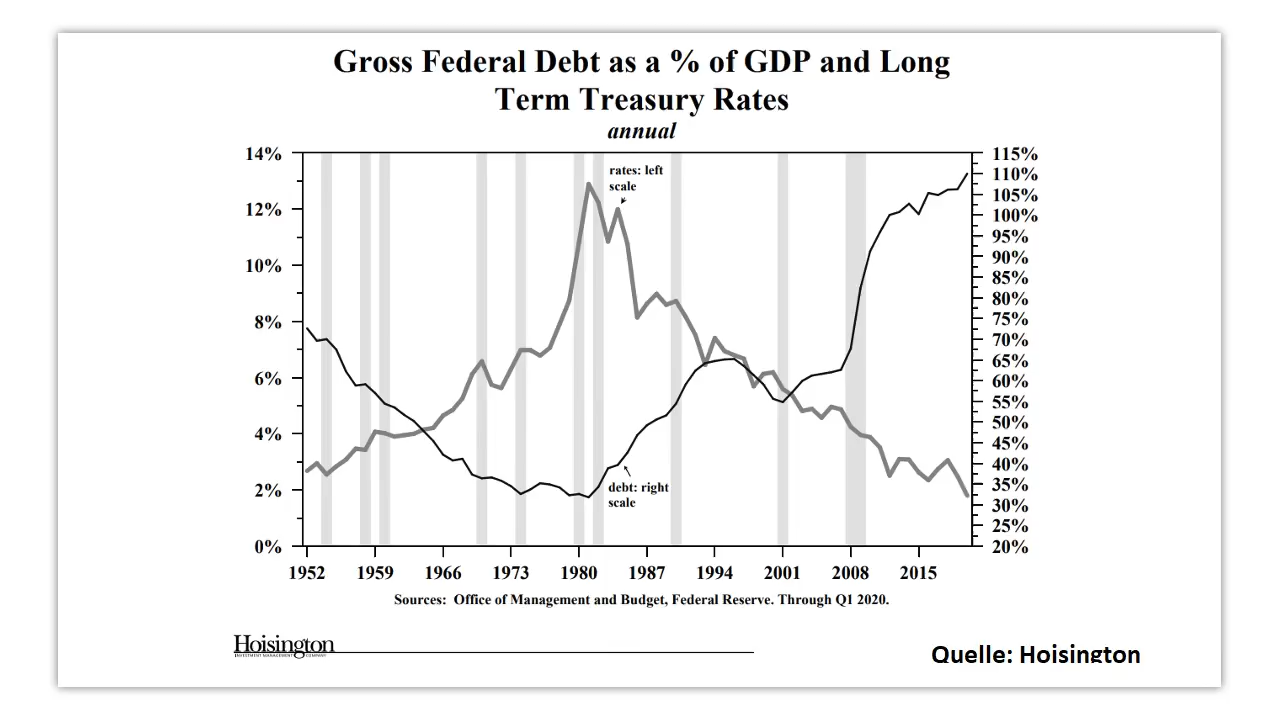 Gross Federal Debt as a % of GDP and Long
Term Treasury Rates
annual
14%
12%
10%
8%
6%
4%
2%
0%
rates: left
scale
debt: right
scale
115%
110%
105%
100%
95%
90%
85%
80%
75%
70%
65%
60%
55%
50%
45%
40%
35%
30%
25%
20%
1952 1959 1966 1973 1980 1987 1994 2001 2008 2015
Sources: Office of Management and Budget, Federal Reserve. Through Q1 2020.
Hoisington
INVESTMENT MANAGEMENT COMPANY
Quelle: Hoisington